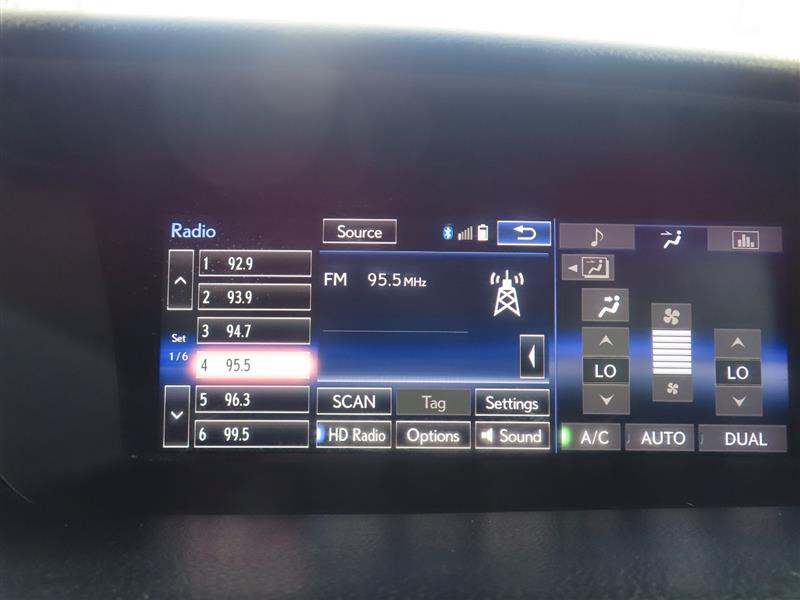 Radio
Source
1 92.9
2 93.9
3 94.7
4 95.5
5 96.3
6 99.5
Set
1/6
FM 95.5 MHz
SCAN Tag Settings
HD Radio Options Sound
LO LO
A/C AUTO DUAL